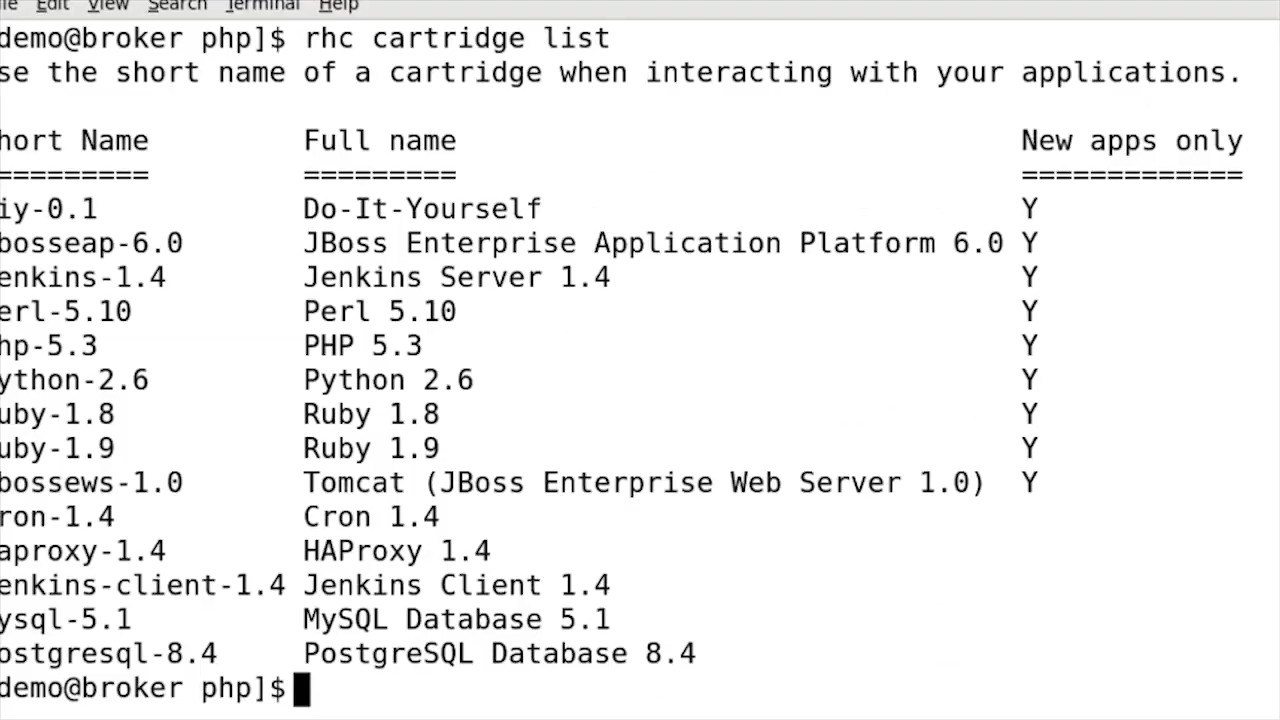 ile Edit View Search Terminal Help
demo@broker php]$ rhc cartridge list
se the short name of a cartridge when interacting with your applications.
hort Name Full name New apps only
========= ========= =============
iy-0.1 Do-It-Yourself Y
bosseap-6.0 JBoss Enterprise Application Platform 6.0 Y
enkins-1.4 Jenkins Server 1.4 Y
erl-5.10 Perl 5.10 Y
hp-5.3 PHP 5.3 Y
ython-2.6 Python 2.6 Y
uby-1.8 Ruby 1.8 Y
uby-1.9 Ruby 1.9 Y
bossews-1.0 Tomcat (JBoss Enterprise Web Server 1.0) Y
ron-1.4 Cron 1.4
aproxy-1.4 HAProxy 1.4
enkins-client-1.4 Jenkins Client 1.4
ysql-5.1 MySQL Database 5.1
ostgresql-8.4 PostgreSQL Database 8.4
demo@broker php]$